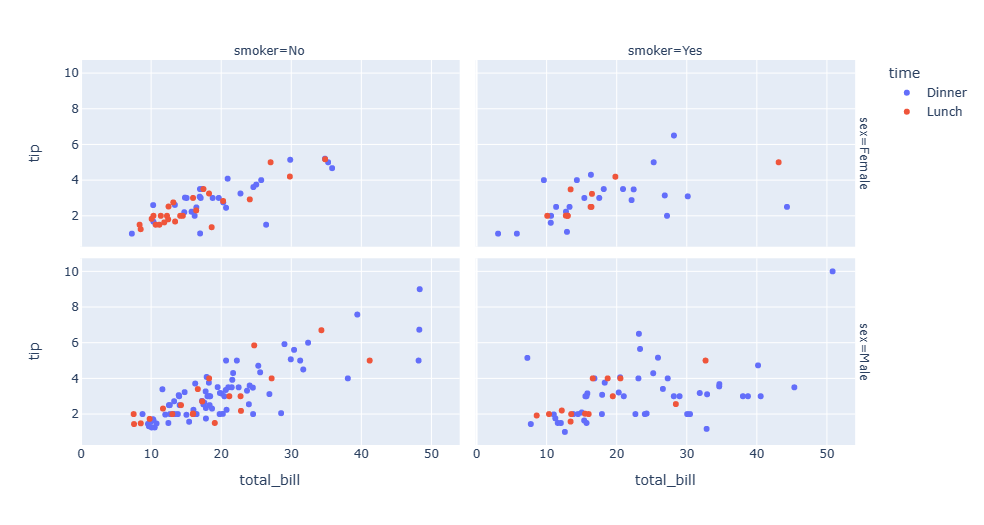 smoker=No
smoker=Yes
time
Dinner
Lunch
10
8
6
4
2
tip
sex=Female
10
8
6
4
2
tip
sex=Male
0 10 20 30 40 50
0 10 20 30 40 50
total_bill
total_bill